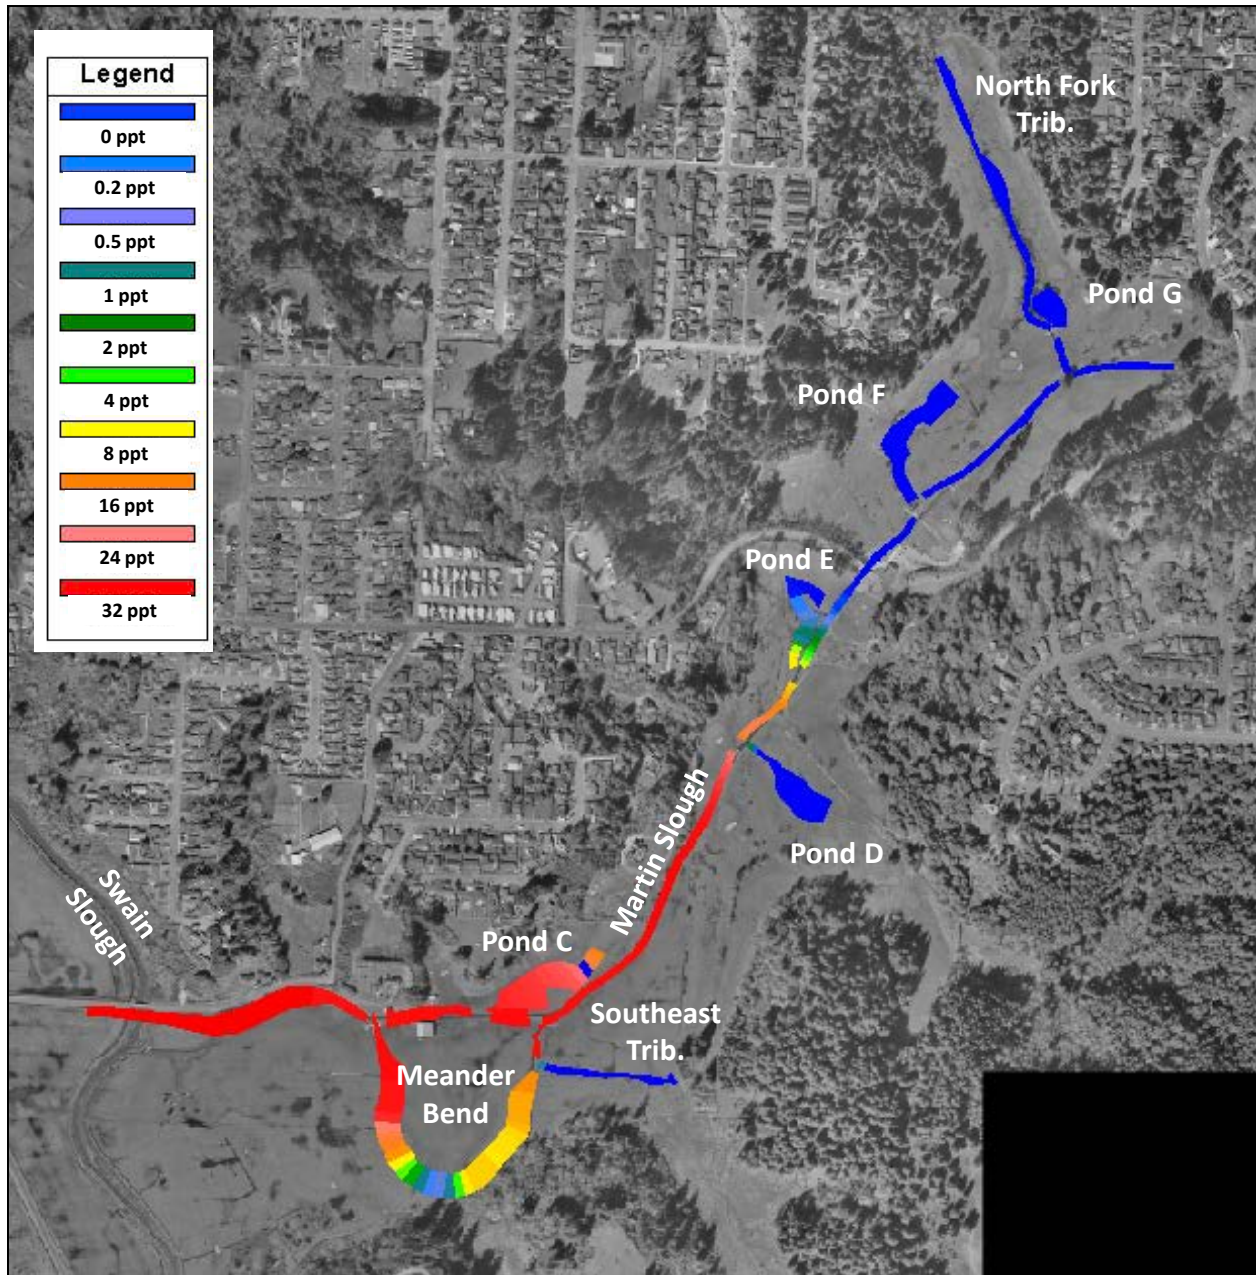 Legend
0 ppt
0.2 ppt
0.5 ppt
1 ppt
2 ppt
4 ppt
8 ppt
16 ppt
24 ppt
32 ppt
North Fork
Trib.
Pond G
Pond F
Pond E
Pond D
Martin Slough
Swain
Slough
Pond C
Southeast
Trib.
Meander
Bend